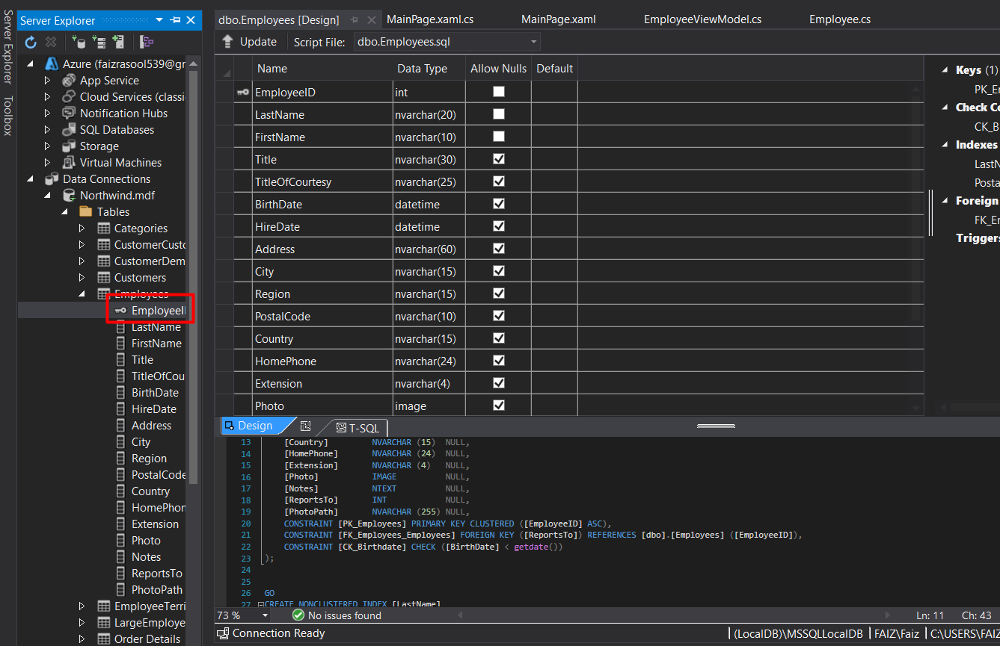 Server Explorer
Toolbox
Server Explorer
Azure (faizrasool539@gr
App Service
Cloud Services (classi
Notification Hubs
SQL Databases
Storage
Virtual Machines
Data Connections
Northwind.mdf
Tables
Categories
CustomerCusto
CustomerDem
Customers
Employees
EmployeeI
LastName
FirstName
Title
TitleOfCou
BirthDate
HireDate
Address
City
Region
PostalCode
Country
HomePhon
Extension
Photo
Notes
ReportsTo
PhotoPath
EmployeeTerri
LargeEmploye
Order Details
dbo.Employees [Design] MainPage.xaml.cs MainPage.xaml EmployeeViewModel.cs Employee.cs
Update Script File: dbo.Employees.sql
Name Data Type Allow Nulls Default
EmployeeID int
LastName nvarchar(20)
FirstName nvarchar(10)
Title nvarchar(30)
TitleOfCourtesy nvarchar(25)
BirthDate datetime
HireDate datetime
Address nvarchar(60)
City nvarchar(15)
Region nvarchar(15)
PostalCode nvarchar(10)
Country nvarchar(15)
HomePhone nvarchar(24)
Extension nvarchar(4)
Photo image
Keys (1)
PK_Er
Check Co
CK_B
Indexes
LastN
Posta
Foreign
FK_Er
Triggers
Design T-SQL
13 [Country] NVARCHAR (15) NULL,
14 [HomePhone] NVARCHAR (24) NULL,
15 [Extension] NVARCHAR (4) NULL,
16 [Photo] IMAGE NULL,
17 [Notes] NTEXT NULL,
18 [ReportsTo] INT NULL,
19 [PhotoPath] NVARCHAR (255) NULL,
20 CONSTRAINT [PK_Employees] PRIMARY KEY CLUSTERED ([EmployeeID] ASC),
21 CONSTRAINT [FK_Employees_Employees] FOREIGN KEY ([ReportsTo]) REFERENCES [dbo].[Employees] ([EmployeeID]),
22 CONSTRAINT [CK_Birthdate] CHECK ([BirthDate] < getdate())
23 );
24
25
26 GO
27 CREATE NONCLUSTERED INDEX [LastName]
73 % No issues found Ln: 11 Ch: 43
Connection Ready (LocalDB)\MSSQLLocalDB FAIZ\Faiz C:\USERS\FAIZ